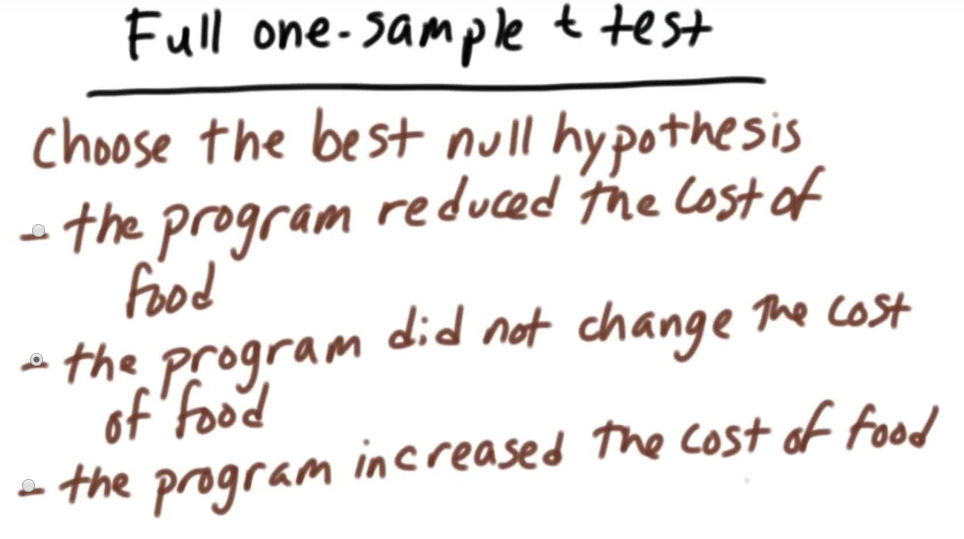 Full one-sample t test
Choose the best null hypothesis
- the program reduced the cost of
food
- the program did not change the cost
of food
- the program increased the cost of food